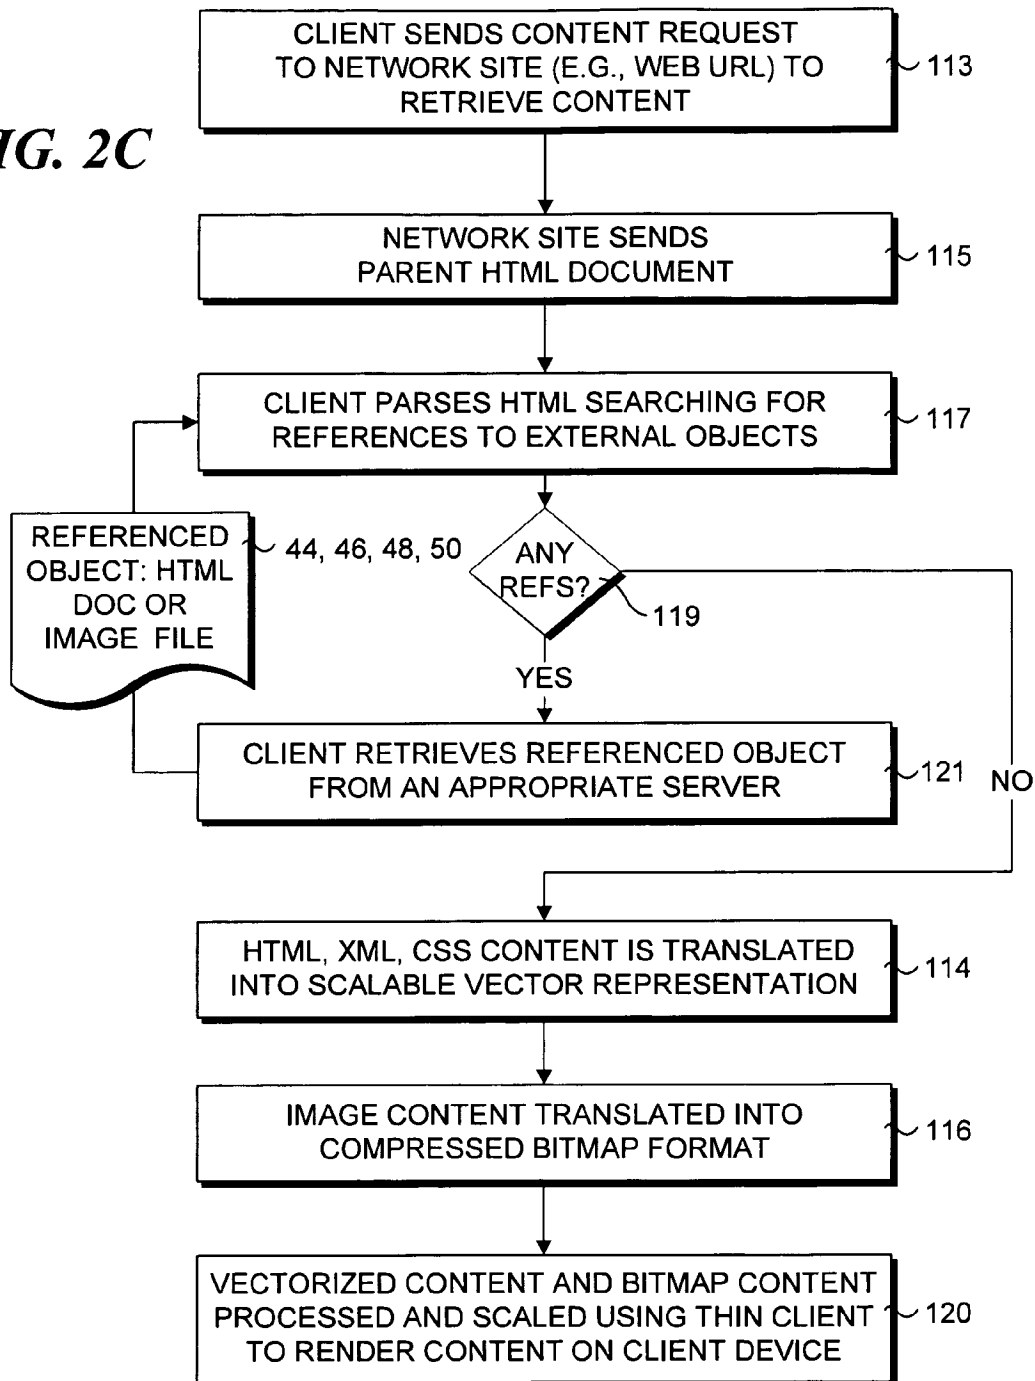 CLIENT SENDS CONTENT REQUEST
TO NETWORK SITE (E.G., WEB URL) TO
RETRIEVE CONTENT
113
IG. 2C
NETWORK SITE SENDS
PARENT HTML DOCUMENT
115
CLIENT PARSES HTML SEARCHING FOR
REFERENCES TO EXTERNAL OBJECTS
117
REFERENCED
OBJECT: HTML
DOC OR
IMAGE FILE
44, 46, 48, 50
ANY
REFS?
119
YES
NO
CLIENT RETRIEVES REFERENCED OBJECT
FROM AN APPROPRIATE SERVER
121
HTML, XML, CSS CONTENT IS TRANSLATED
INTO SCALABLE VECTOR REPRESENTATION
114
IMAGE CONTENT TRANSLATED INTO
COMPRESSED BITMAP FORMAT
116
VECTORIZED CONTENT AND BITMAP CONTENT
PROCESSED AND SCALED USING THIN CLIENT
TO RENDER CONTENT ON CLIENT DEVICE
120